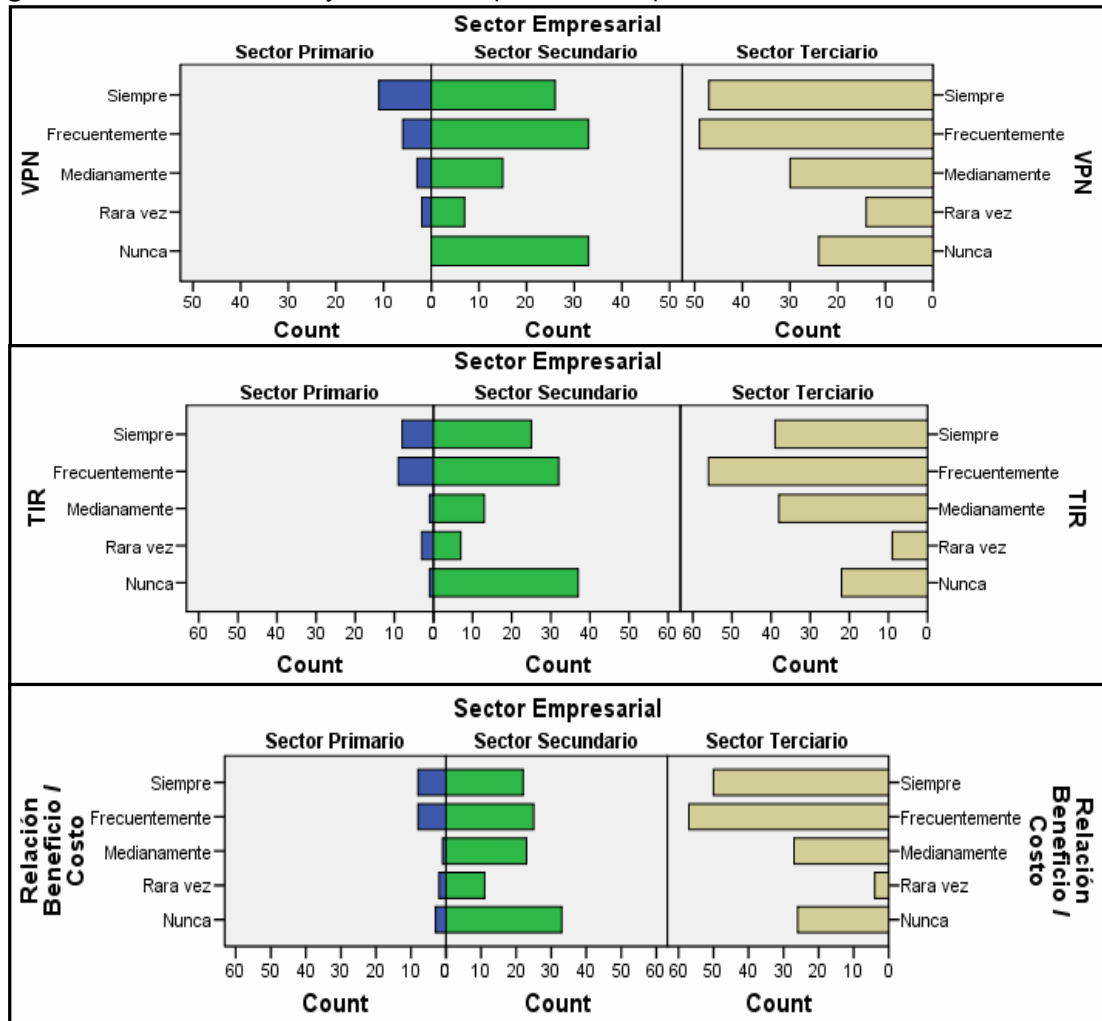 Sector Empresarial
Sector Primario Sector Secundario Sector Terciario
VPN
Siempre Siempre
Frecuentemente Frecuentemente
Medianamente Medianamente
Rara vez Rara vez
Nunca Nunca
VPN
50 40 30 20 10 0 10 20 30 40 50 50 40 30 20 10 0
Count Count Count
Sector Empresarial
Sector Primario Sector Secundario Sector Terciario
TIR
Siempre Siempre
Frecuentemente Frecuentemente
Medianamente Medianamente
Rara vez Rara vez
Nunca Nunca
TIR
60 50 40 30 20 10 0 10 20 30 40 50 60 60 50 40 30 20 10 0
Count Count Count
Sector Empresarial
Sector Primario Sector Secundario Sector Terciario
Relación
Beneficio /
Costo
Siempre Siempre
Frecuentemente Frecuentemente
Medianamente Medianamente
Rara vez Rara vez
Nunca Nunca
Relación
Beneficio /
Costo
60 50 40 30 20 10 0 10 20 30 40 50 60 60 50 40 30 20 10 0
Count Count Count